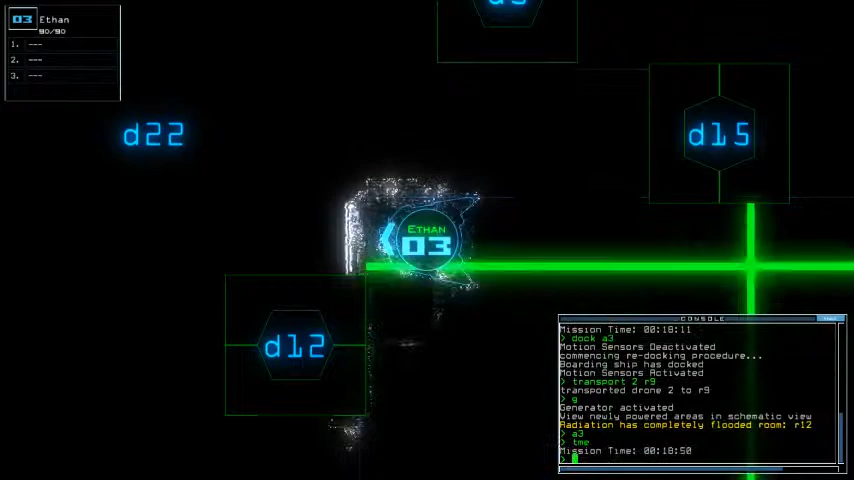 03 Ethan
90/90
1. ---
2. ---
3. ---
d22
d15
ETHAN
03
d12
CONSOLE
Mission Time: 00:18:11
> dock a3
Motion Sensors Deactivated
commencing re-docking procedure...
Boarding ship has docked
Motion Sensors Activated
> transport 2 r9
transported drone 2 to r9
> g
Generator activated
View newly powered areas in schematic view
Radiation has completely flooded room: r12
> a3
> tme
Mission Time: 00:18:50
>